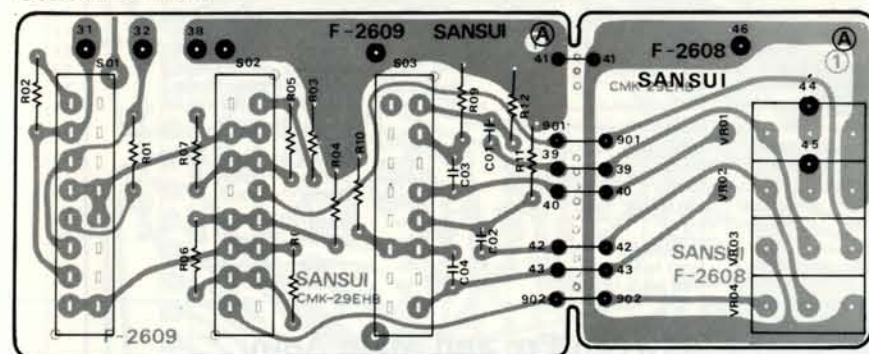 31
32
38
F-2609 SANSUI A
46
S01
S02
S03
41
41
F-2608
A
1
SANSUI
CMK-29EHB
R02
R05
R03
R09
R12
44
901
901
VR01
R01
R07
R04
R10
C01
R11
39
39
45
C03
40
40
VR02
R06
C02
42
42
VR03
SANSUI
CMK-29EHB
C04
43
43
SANSUI
F-2608
902
902
VR04
F-2609